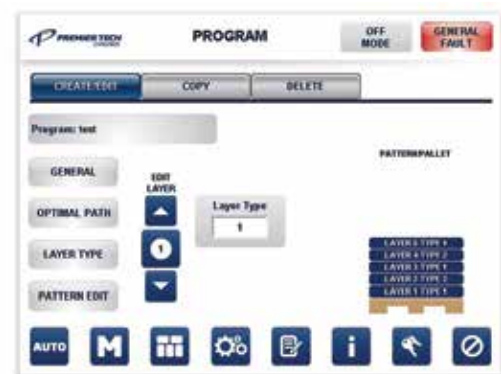 PREMIER TECH
CHRONOS
PROGRAM
OFF
MODE
GENERAL
FAULT
CREATE/EDIT
COPY
DELETE
Program: test
PATTERN/PALLET
GENERAL
EDIT
LAYER
OPTIMAL PATH
Layer Type
1
1
LAYER TYPE
LAYER 5 TYPE 1
LAYER 4 TYPE 2
LAYER 3 TYPE 1
LAYER 2 TYPE 2
LAYER 1 TYPE 1
PATTERN EDIT
AUTO
M
i